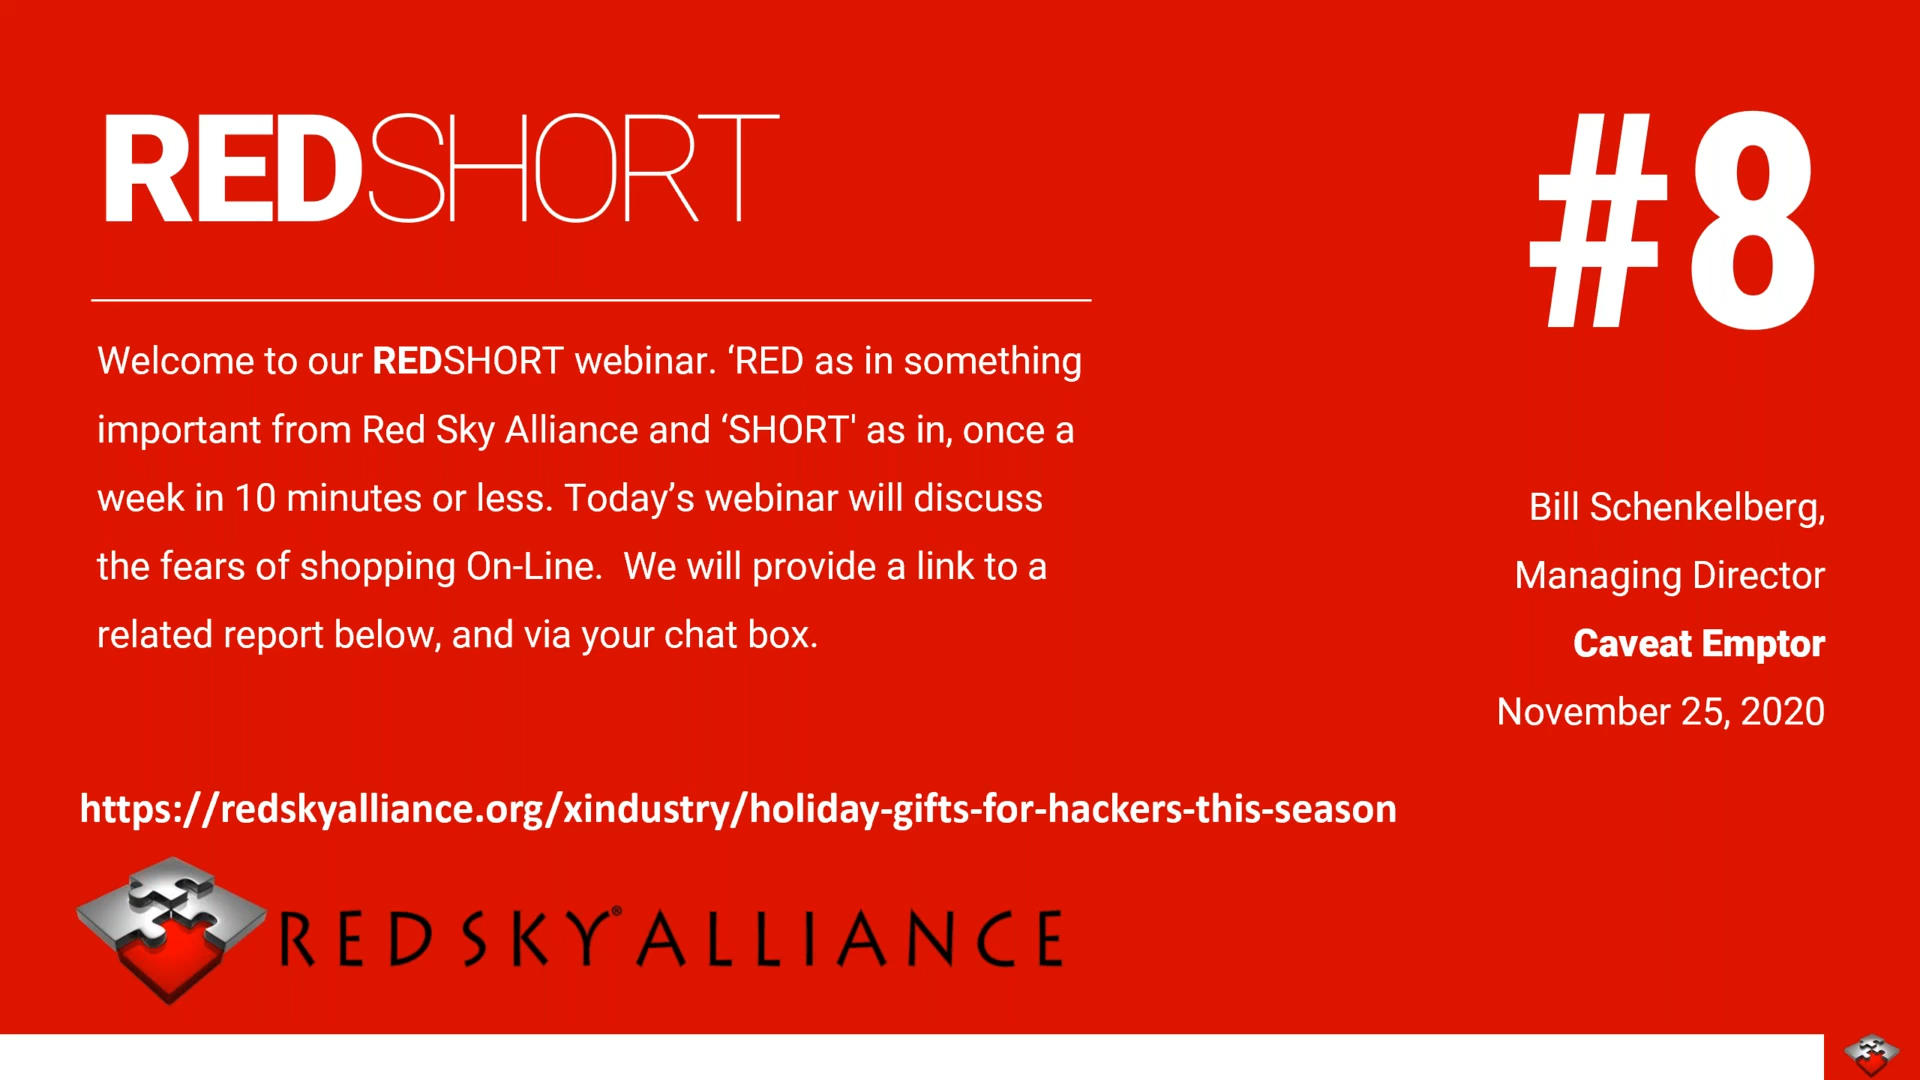 REDSHORT
#8
Welcome to our REDSHORT webinar. ‘RED as in something
important from Red Sky Alliance and ‘SHORT' as in, once a
week in 10 minutes or less. Today’s webinar will discuss
the fears of shopping On-Line.  We will provide a link to a
related report below, and via your chat box.
Bill Schenkelberg,
Managing Director
Caveat Emptor
November 25, 2020
https://redskyalliance.org/xindustry/holiday-gifts-for-hackers-this-season
RED SKY® ALLIANCE